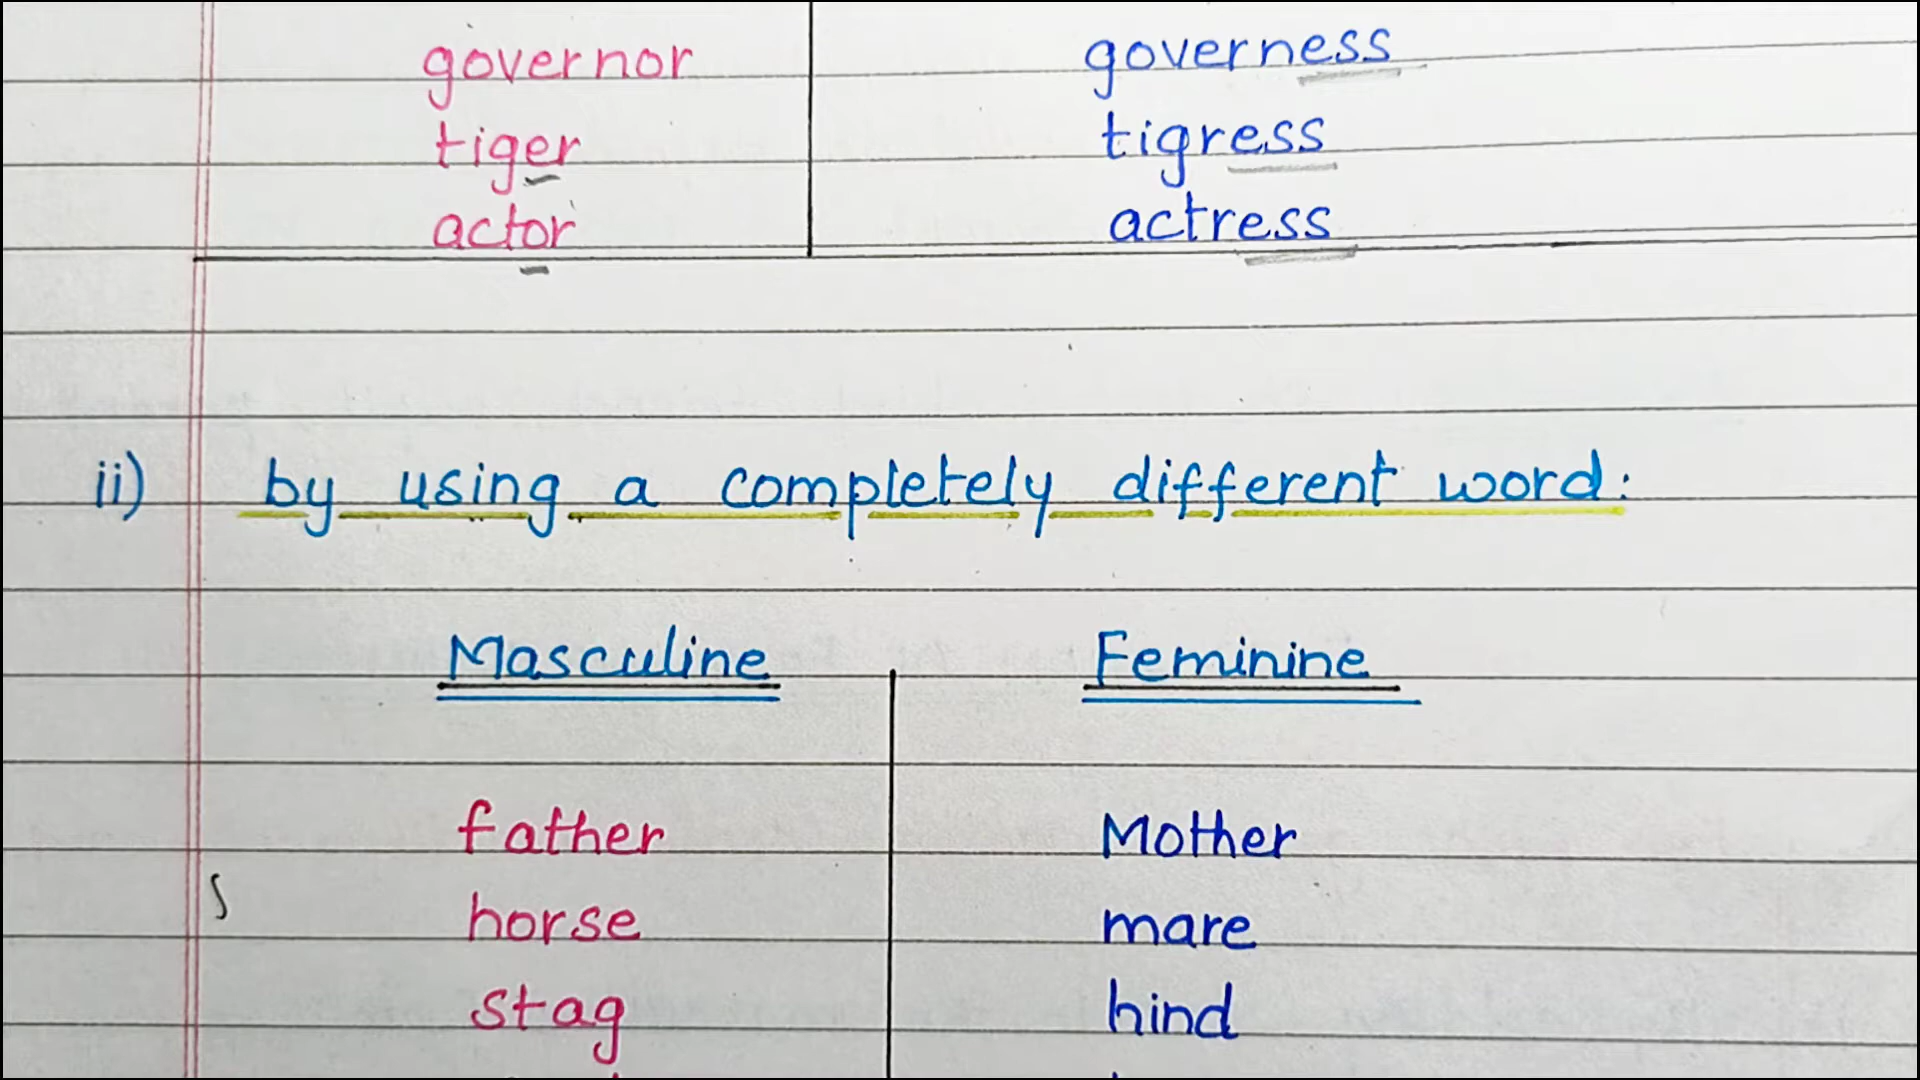 governor governess
tiger tigress
actor actress
ii) by using a completely different word:
Masculine Feminine
father Mother
horse mare
stag hind